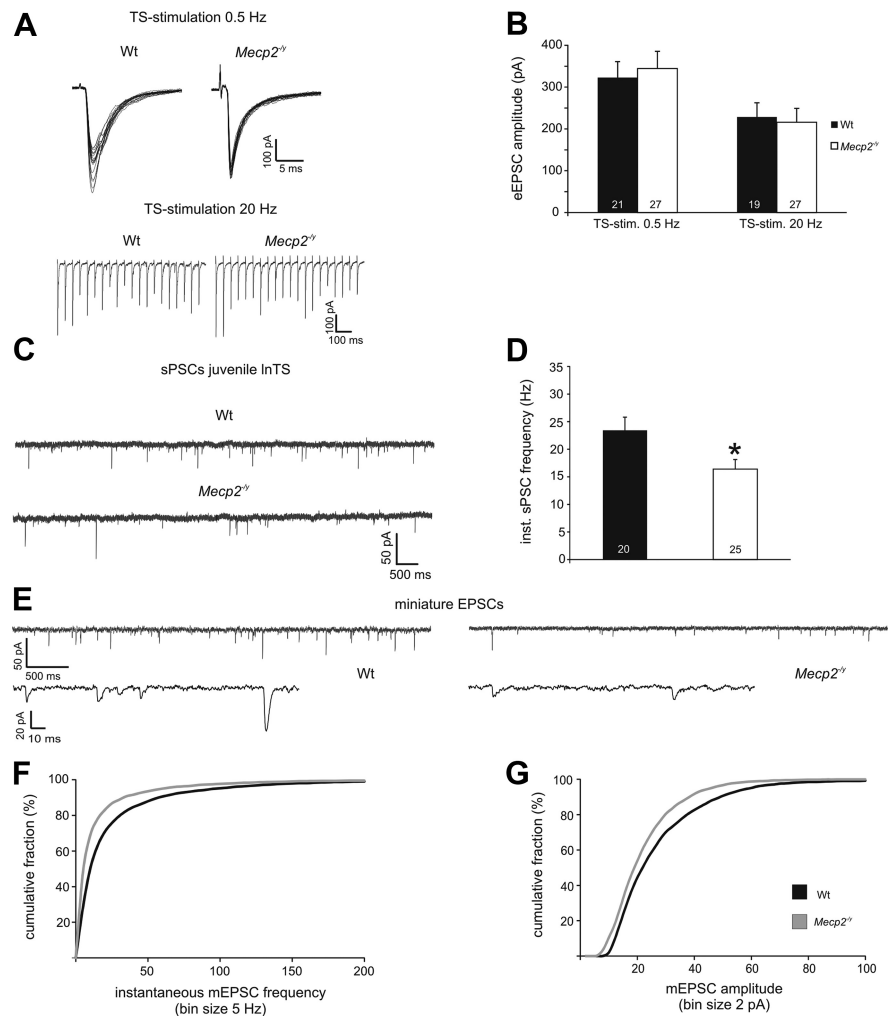 A
TS-stimulation 0.5 Hz
Wt
Mecp2-/y
100 pA
5 ms
TS-stimulation 20 Hz
Wt
Mecp2-/y
100 pA
100 ms
B
eEPSC amplitude (pA)
400
300
200
100
0
21
27
19
27
TS-stim. 0.5 Hz
TS-stim. 20 Hz
Wt
Mecp2-/y
C
sPSCs juvenile lnTS
Wt
Mecp2-/y
50 pA
500 ms
D
inst. sPSC frequency (Hz)
35
30
25
20
15
10
5
0
*
20
25
E
miniature EPSCs
50 pA
500 ms
Wt
Mecp2-/y
20 pA
10 ms
F
cumulative fraction (%)
100
80
60
40
20
50
100
150
200
instantaneous mEPSC frequency
(bin size 5 Hz)
G
cumulative fraction (%)
100
80
60
40
20
20
40
60
80
100
Wt
Mecp2-/y
mEPSC amplitude
(bin size 2 pA)